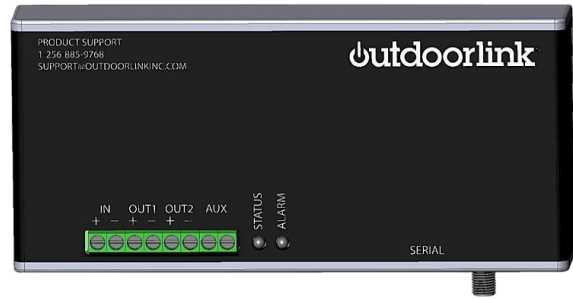 PRODUCT SUPPORT
1 256 885-9768
SUPPORT@OUTDOORLINKINC.COM
outdoorlink
IN OUT1 OUT2 AUX
+ − + − + −
STATUS
ALARM
SERIAL